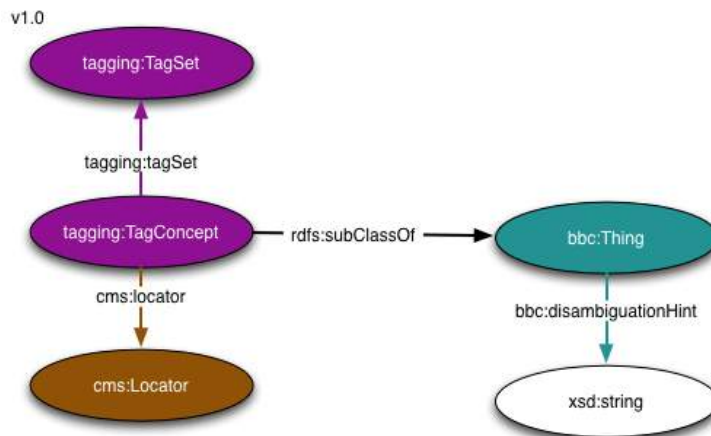 v1.0
tagging:TagSet
tagging:tagSet
tagging:TagConcept
rdfs:subClassOf
bbc:Thing
cms:locator
bbc:disambiguationHint
cms:Locator
xsd:string